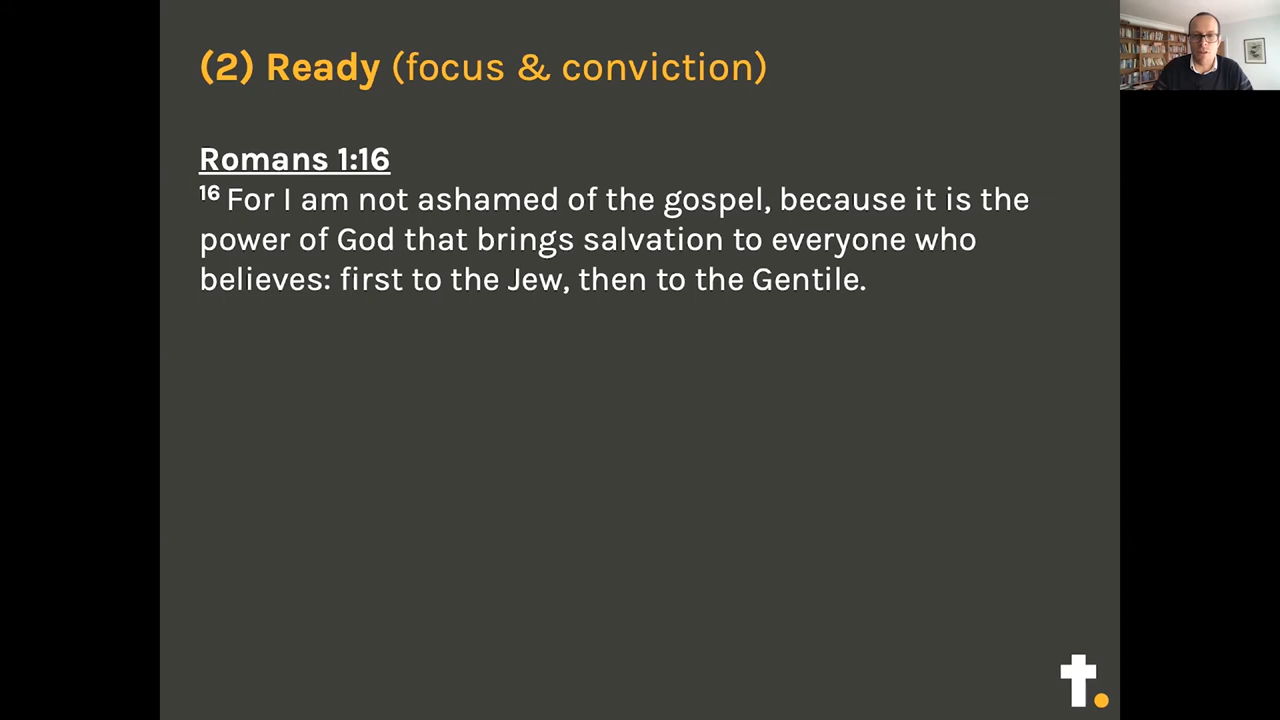 (2) Ready (focus & conviction)
Romans 1:16
16 For I am not ashamed of the gospel, because it is the
power of God that brings salvation to everyone who
believes: first to the Jew, then to the Gentile.